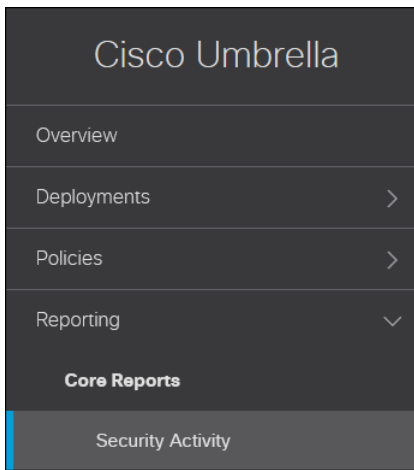 Cisco Umbrella
Overview
Deployments
Policies
Reporting
Core Reports
Security Activity